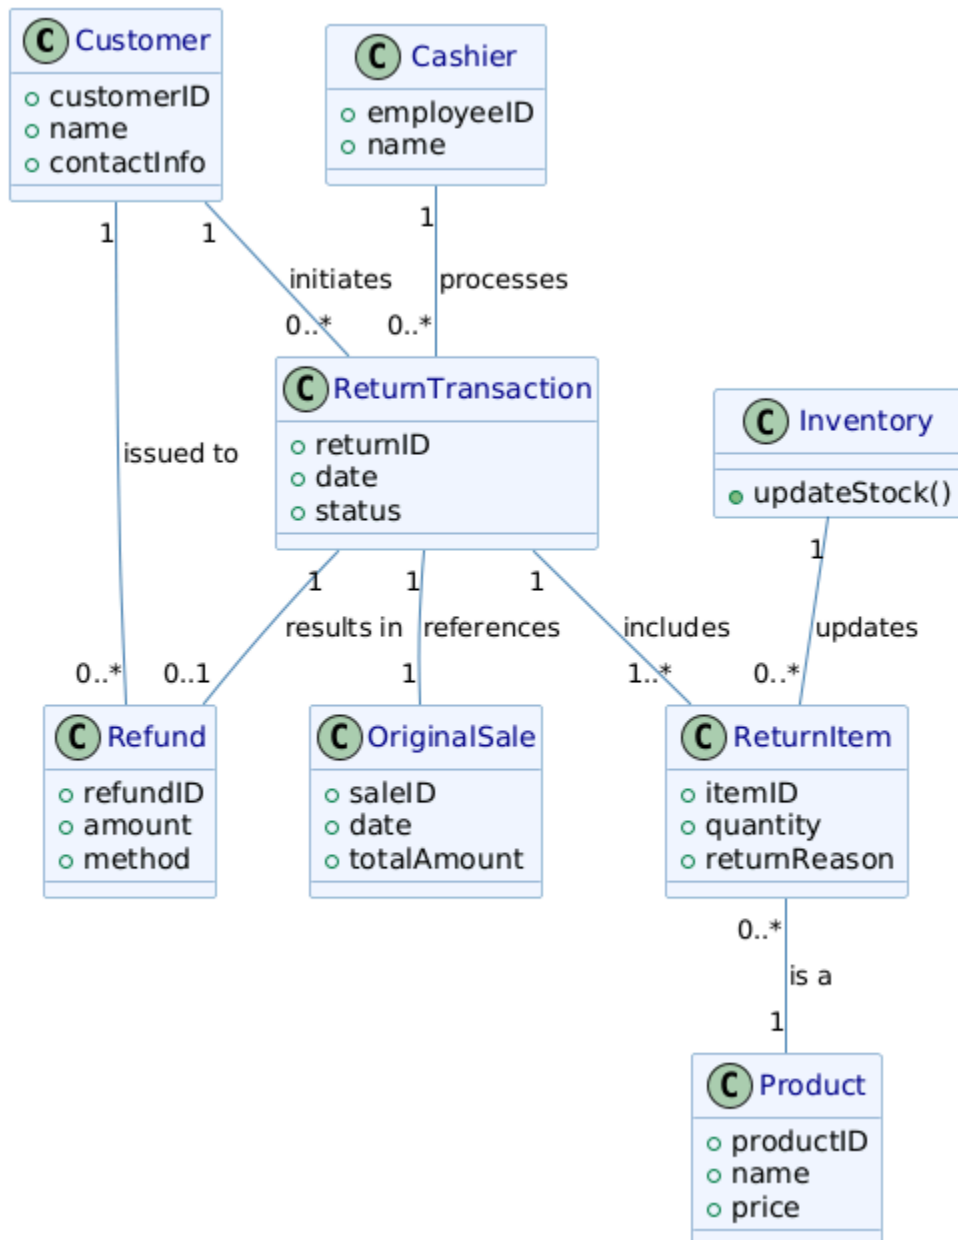 C Customer
customerID
name
contactInfo
C Cashier
employeeID
name
1
1
1
initiates
processes
0..*
0..*
C ReturnTransaction
returnID
date
status
C Inventory
updateStock()
issued to
1
1
1
1
results in
references
includes
updates
0..*
0..1
1
1..*
0..*
C Refund
refundID
amount
method
C OriginalSale
saleID
date
totalAmount
C ReturnItem
itemID
quantity
returnReason
0..*
is a
1
C Product
productID
name
price